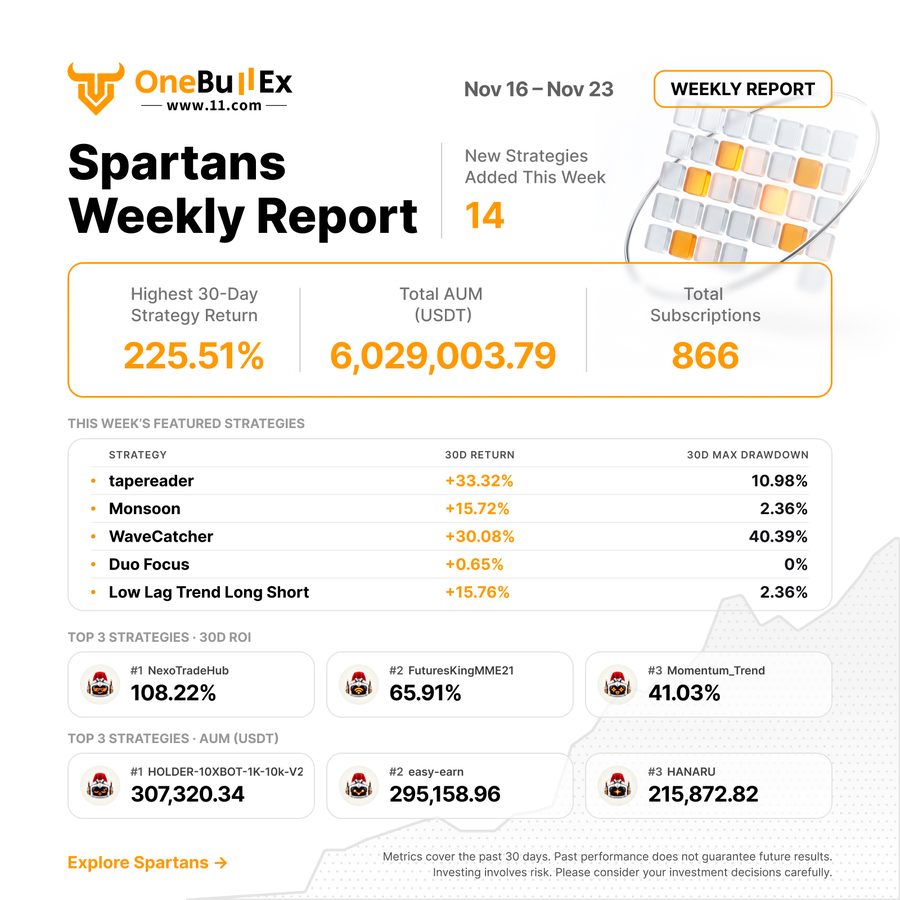 OneBullEx
www.11.com
Nov 16 – Nov 23
WEEKLY REPORT
Spartans
Weekly Report
New Strategies
Added This Week
14
Highest 30-Day
Strategy Return
225.51%
Total AUM
(USDT)
6,029,003.79
Total
Subscriptions
866
THIS WEEK'S FEATURED STRATEGIES
STRATEGY 30D RETURN 30D MAX DRAWDOWN
• tapereader +33.32% 10.98%
• Monsoon +15.72% 2.36%
• WaveCatcher +30.08% 40.39%
• Duo Focus +0.65% 0%
• Low Lag Trend Long Short +15.76% 2.36%
TOP 3 STRATEGIES · 30D ROI
#1 NexoTradeHub
108.22%
#2 FuturesKingMME21
65.91%
#3 Momentum_Trend
41.03%
TOP 3 STRATEGIES · AUM (USDT)
#1 HOLDER-10XBOT-1K-10k-V2
307,320.34
#2 easy-earn
295,158.96
#3 HANARU
215,872.82
Explore Spartans →
Metrics cover the past 30 days. Past performance does not guarantee future results.
Investing involves risk. Please consider your investment decisions carefully.